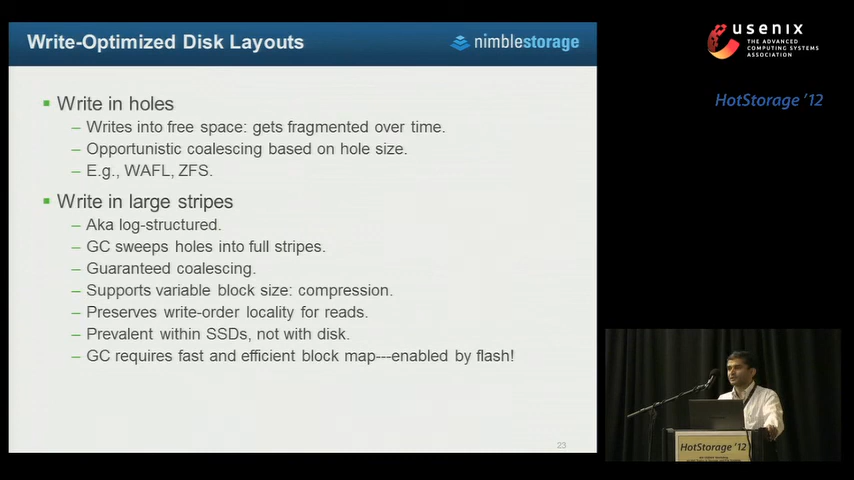 Write-Optimized Disk Layouts
nimblestorage
Write in holes
– Writes into free space: gets fragmented over time.
– Opportunistic coalescing based on hole size.
– E.g., WAFL, ZFS.
Write in large stripes
– Aka log-structured.
– GC sweeps holes into full stripes.
– Guaranteed coalescing.
– Supports variable block size: compression.
– Preserves write-order locality for reads.
– Prevalent within SSDs, not with disk.
– GC requires fast and efficient block map---enabled by flash!
23
usenix
THE ADVANCED
COMPUTING SYSTEMS
ASSOCIATION
HotStorage '12
HotStorage '12